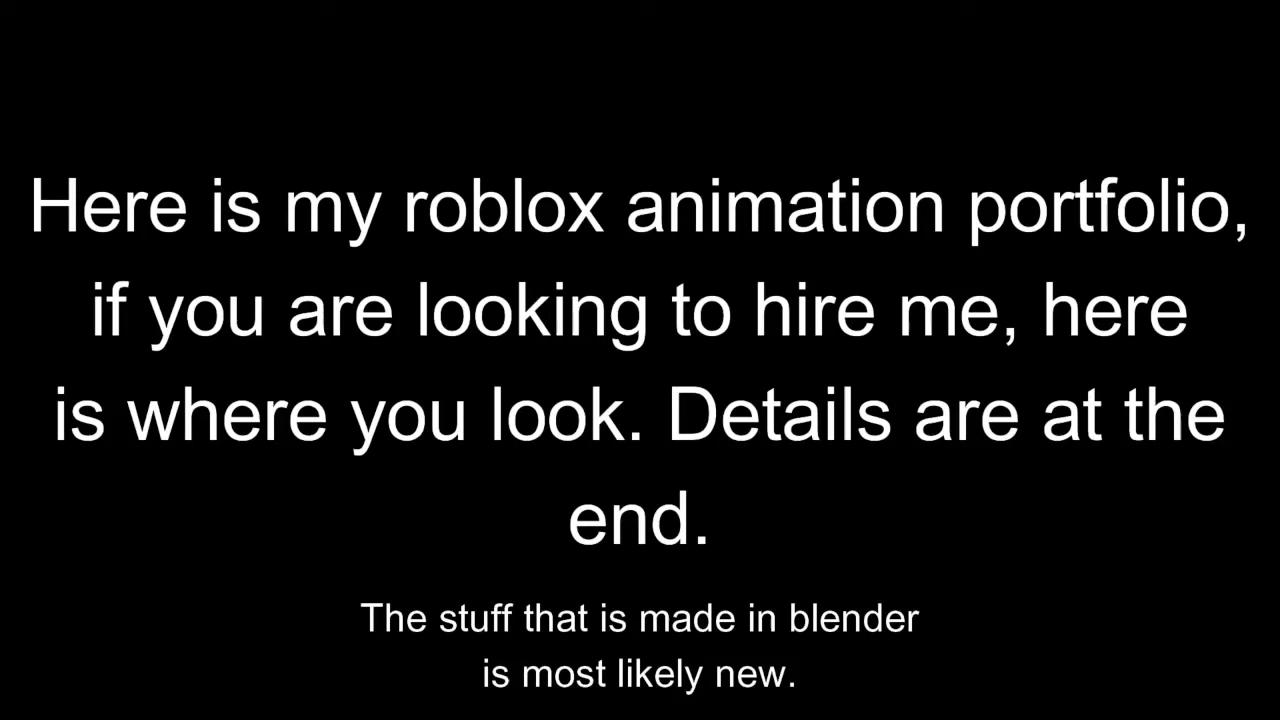 Here is my roblox animation portfolio,
if you are looking to hire me, here
is where you look. Details are at the
end.
The stuff that is made in blender
is most likely new.